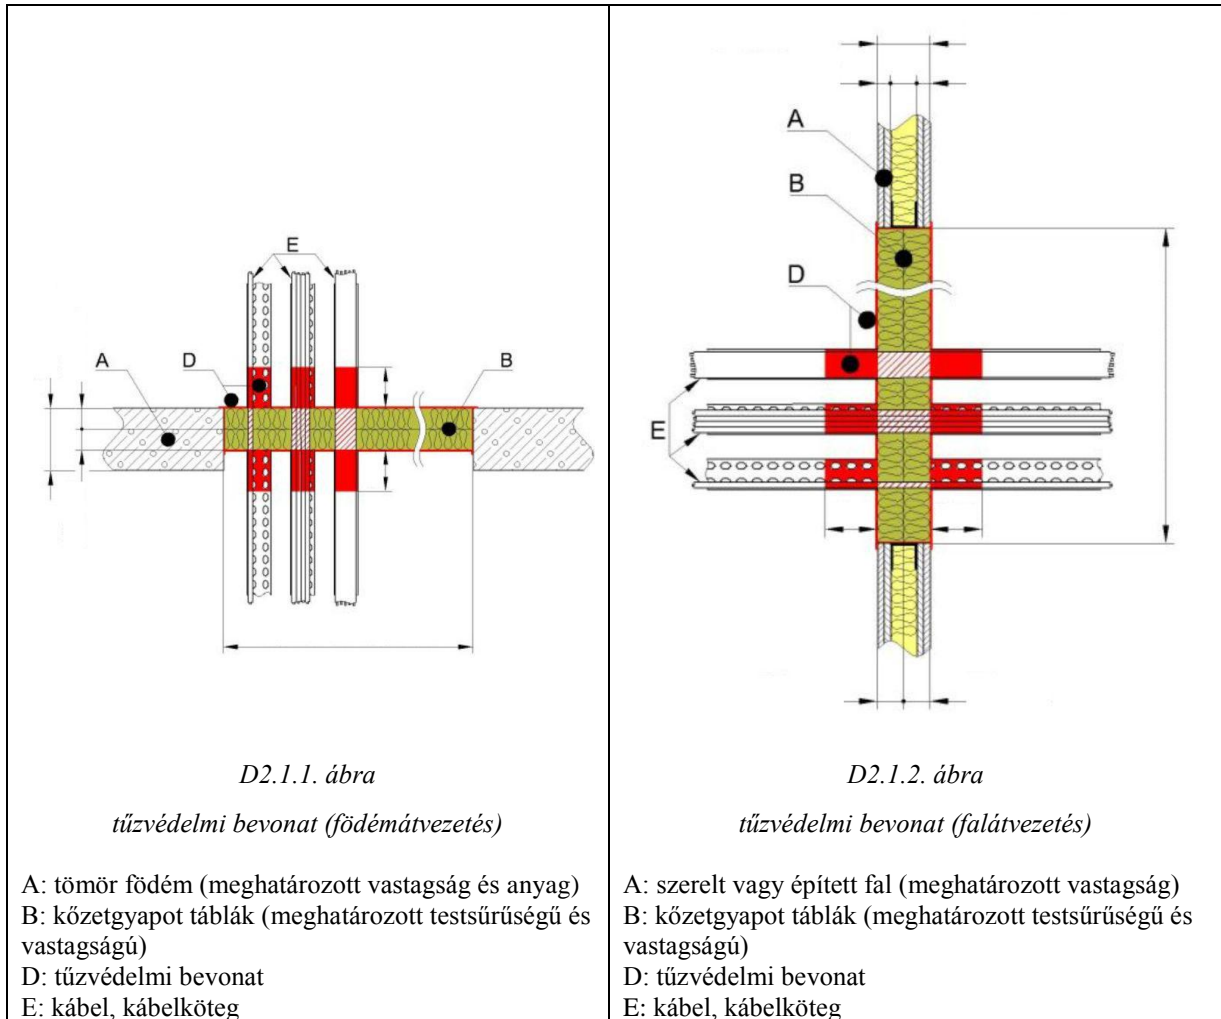 E
A
D
B
D2.1.1. ábra
tűzvédelmi bevonat (födémátvezetés)
A: tömör födém (meghatározott vastagság és anyag)
B: kőzetgyapot táblák (meghatározott testsűrűségű és
vastagságú)
D: tűzvédelmi bevonat
E: kábel, kábelköteg
A
B
D
E
D2.1.2. ábra
tűzvédelmi bevonat (falátvezetés)
A: szerelt vagy épített fal (meghatározott vastagság)
B: kőzetgyapot táblák (meghatározott testsűrűségű és
vastagságú)
D: tűzvédelmi bevonat
E: kábel, kábelköteg